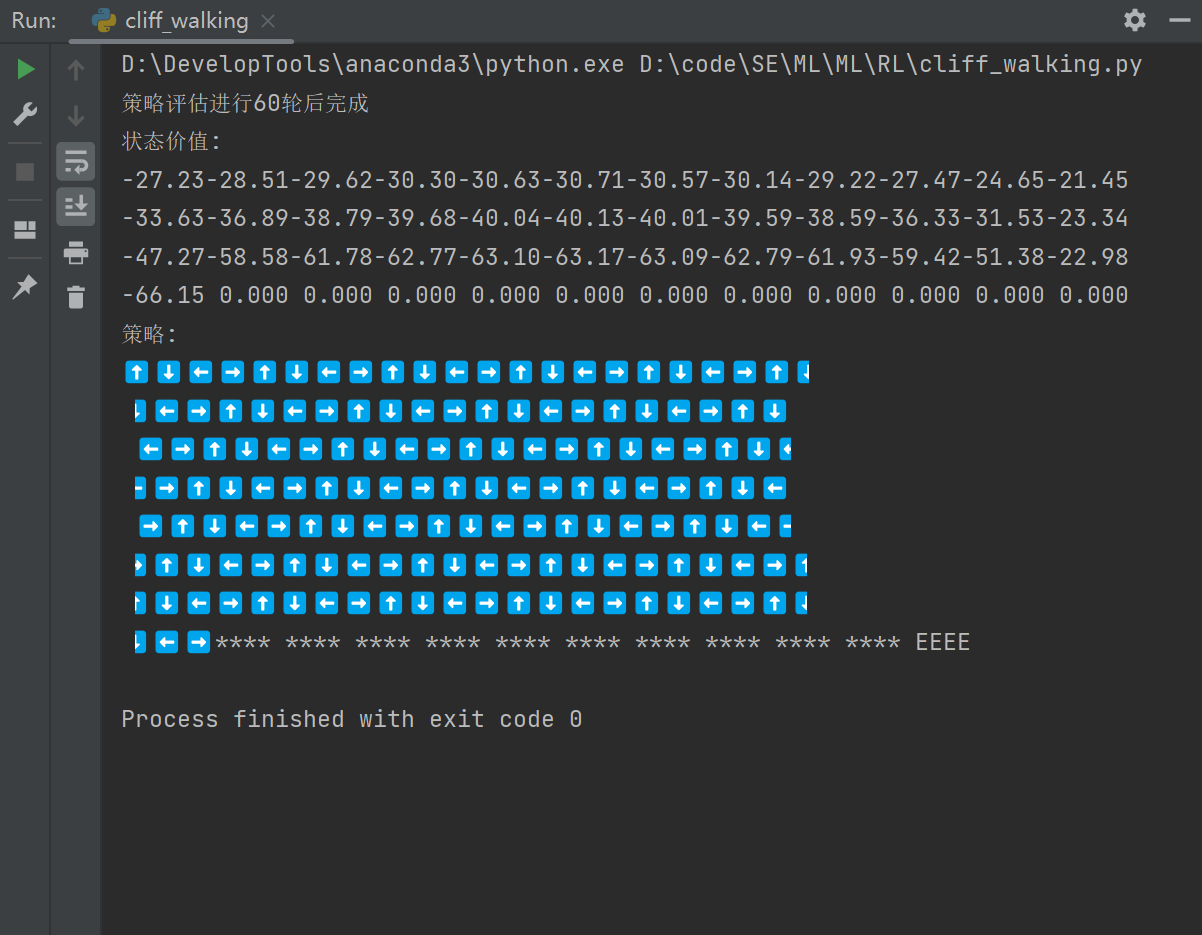 Run: cliff_walking
D:\DevelopTools\anaconda3\python.exe D:\code\SE\ML\ML\RL\cliff_walking.py
策略评估进行60轮后完成
状态价值:
-27.23-28.51-29.62-30.30-30.63-30.71-30.57-30.14-29.22-27.47-24.65-21.45
-33.63-36.89-38.79-39.68-40.04-40.13-40.01-39.59-38.59-36.33-31.53-23.34
-47.27-58.58-61.78-62.77-63.10-63.17-63.09-62.79-61.93-59.42-51.38-22.98
-66.15 0.000 0.000 0.000 0.000 0.000 0.000 0.000 0.000 0.000 0.000 0.000
策略:
⬆⬇⬅➡⬆⬇⬅➡⬆⬇⬅➡⬆⬇⬅➡⬆⬇⬅➡⬆⬇
⬅➡⬆⬇⬅➡⬆⬇⬅➡⬆⬇⬅➡⬆⬇⬅➡⬆⬇
⬅➡⬆⬇⬅➡⬆⬇⬅➡⬆⬇⬅➡⬆⬇⬅➡⬆⬇⬅
➡⬆⬇⬅➡⬆⬇⬅➡⬆⬇⬅➡⬆⬇⬅➡⬆⬇⬅
➡⬆⬇⬅➡⬆⬇⬅➡⬆⬇⬅➡⬆⬇⬅➡⬆⬇⬅➡
⬆⬇⬅➡⬆⬇⬅➡⬆⬇⬅➡⬆⬇⬅➡⬆⬇⬅➡⬆
⬇⬅➡⬆⬇⬅➡⬆⬇⬅➡⬆⬇⬅➡⬆⬇⬅➡⬆⬇
⬅➡**** **** **** **** **** **** **** **** **** **** EEEE
Process finished with exit code 0